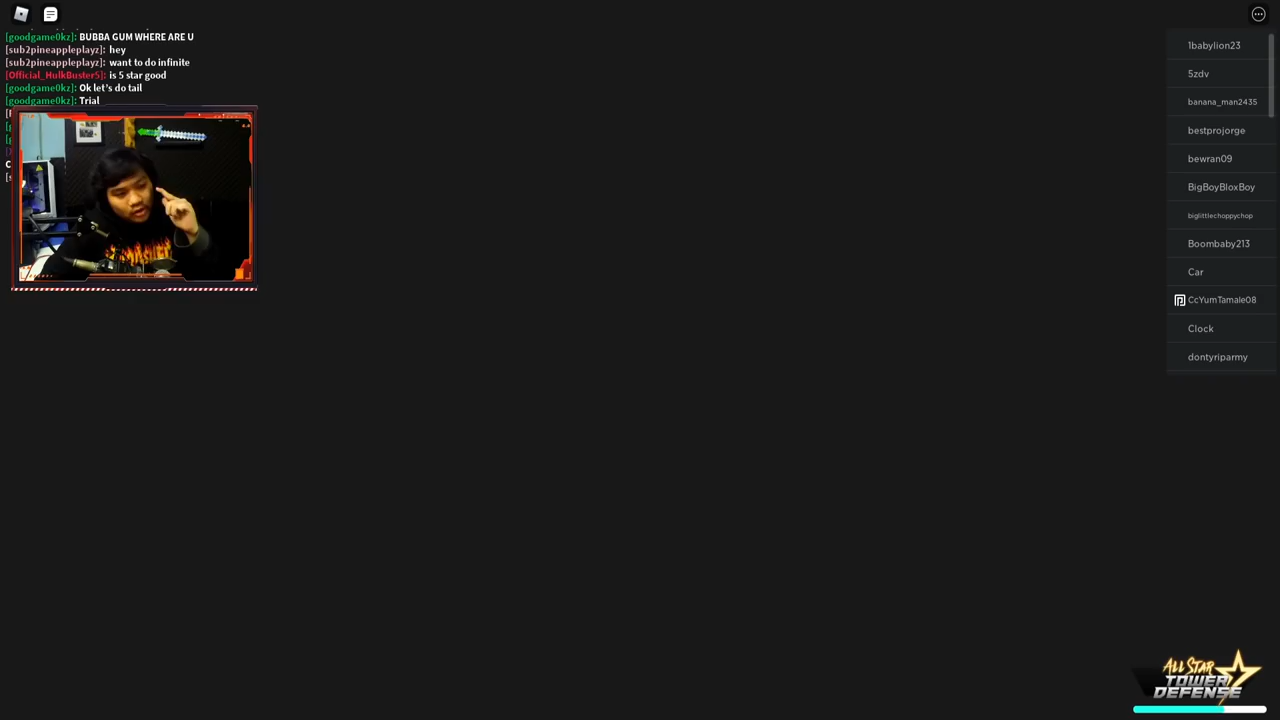 [goodgame0kz]: BUBBA GUM WHERE ARE U
[sub2pineappleplayz]: hey
[sub2pineappleplayz]: want to do infinite
[Official_HulkBuster5]: is 5 star good
[goodgame0kz]: Ok let's do tail
[goodgame0kz]: Trial
1babylion23
5zdv
banana_man2435
bestprojorge
bewran09
BigBoyBloxBoy
biglittlechoppychop
Boombaby213
Car
CcYumTamale08
Clock
dontyriparmy
ALL STAR
TOWER
DEFENSE